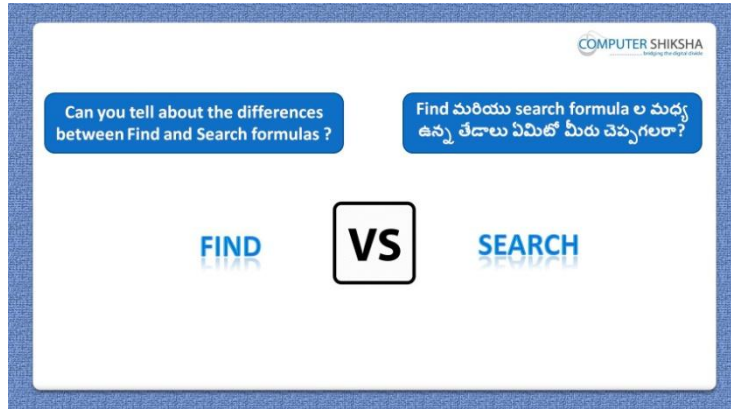 COMPUTER SHIKSHA
bridging the digital divide
Can you tell about the differences
between Find and Search formulas ?
Find మరియు search formula ల మధ్య
ఉన్న తేడాలు ఏమిటో మీరు చెప్పగలరా?
FIND
VS
SEARCH